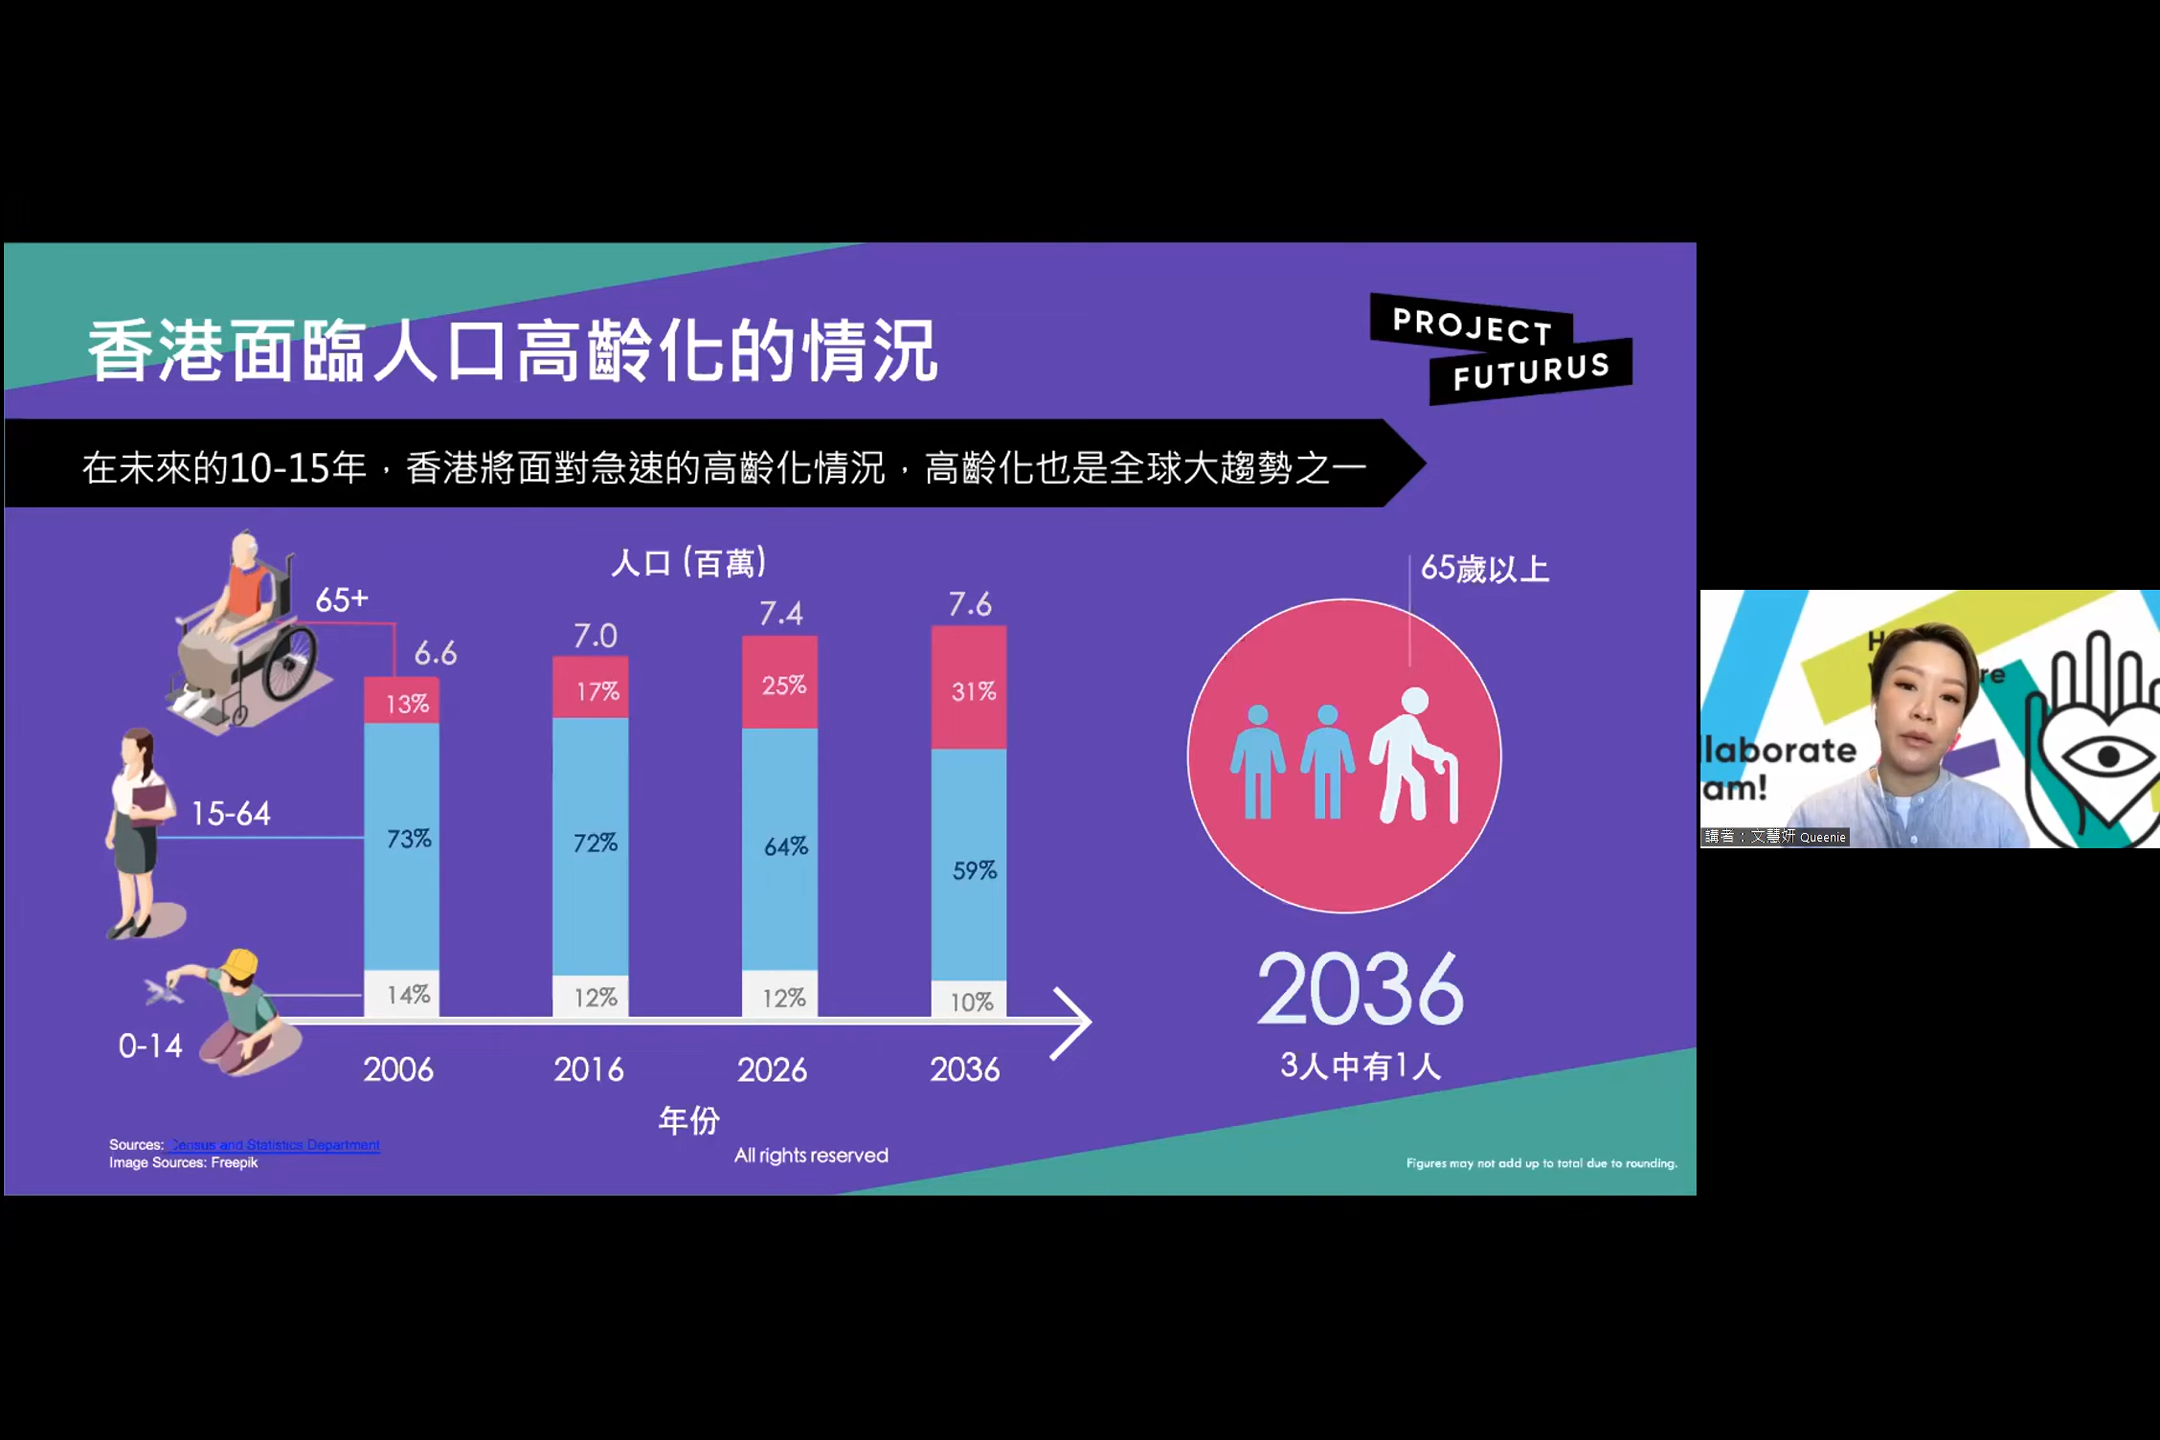 香港面臨人口高齡化的情況
PROJECT
FUTURUS
在未來的10-15年，香港將面對急速的高齡化情況，高齡化也是全球大趨勢之一
人口 (百萬)
65歲以上
65+
6.6
7.0
7.4
7.6
13%
17%
25%
31%
15-64
73%
72%
64%
59%
0-14
14%
12%
12%
10%
2006
2016
2026
2036
年份
2036
3人中有1人
Sources: Census and Statistics Department
Image Sources: Freepik
All rights reserved
Figures may not add up to total due to rounding.
llaborate
am!
講者：文慧妍 Queenie